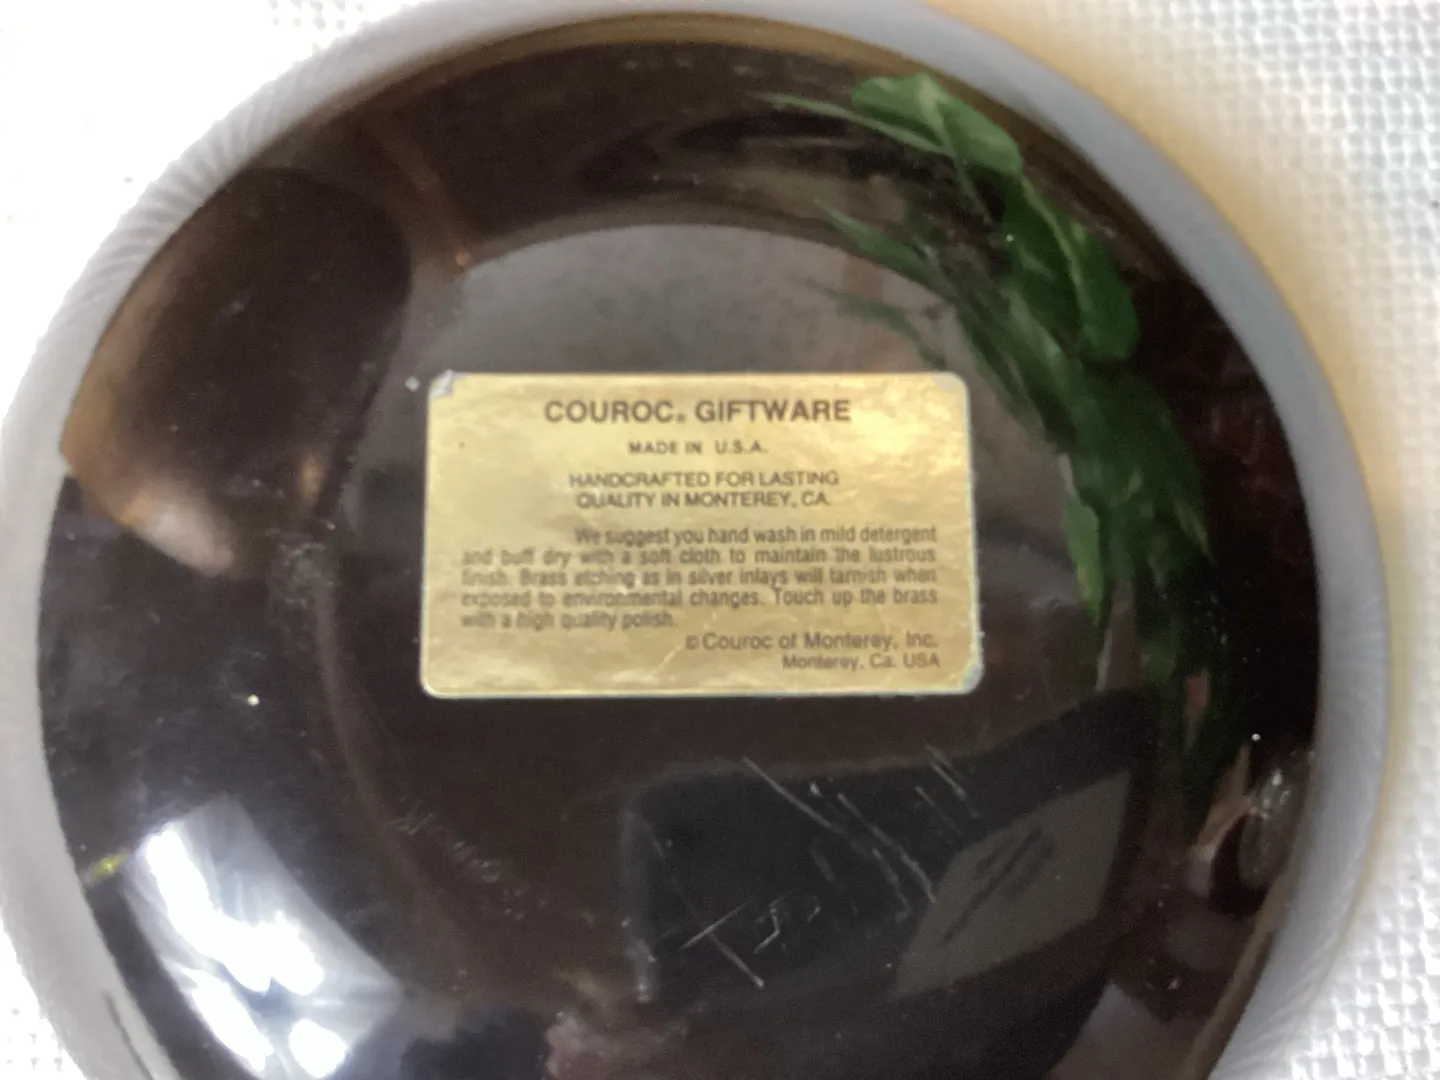 COUROC® GIFTWARE
MADE IN U.S.A.
HANDCRAFTED FOR LASTING
QUALITY IN MONTEREY, CA.
We suggest you hand wash in mild detergent
and buff dry with a soft cloth to maintain the lustrous
finish. Brass etching as in silver inlays will tarnish when
exposed to environmental changes. Touch up the brass
with a high quality polish.
© Couroc of Monterey, Inc.
Monterey, Ca. USA